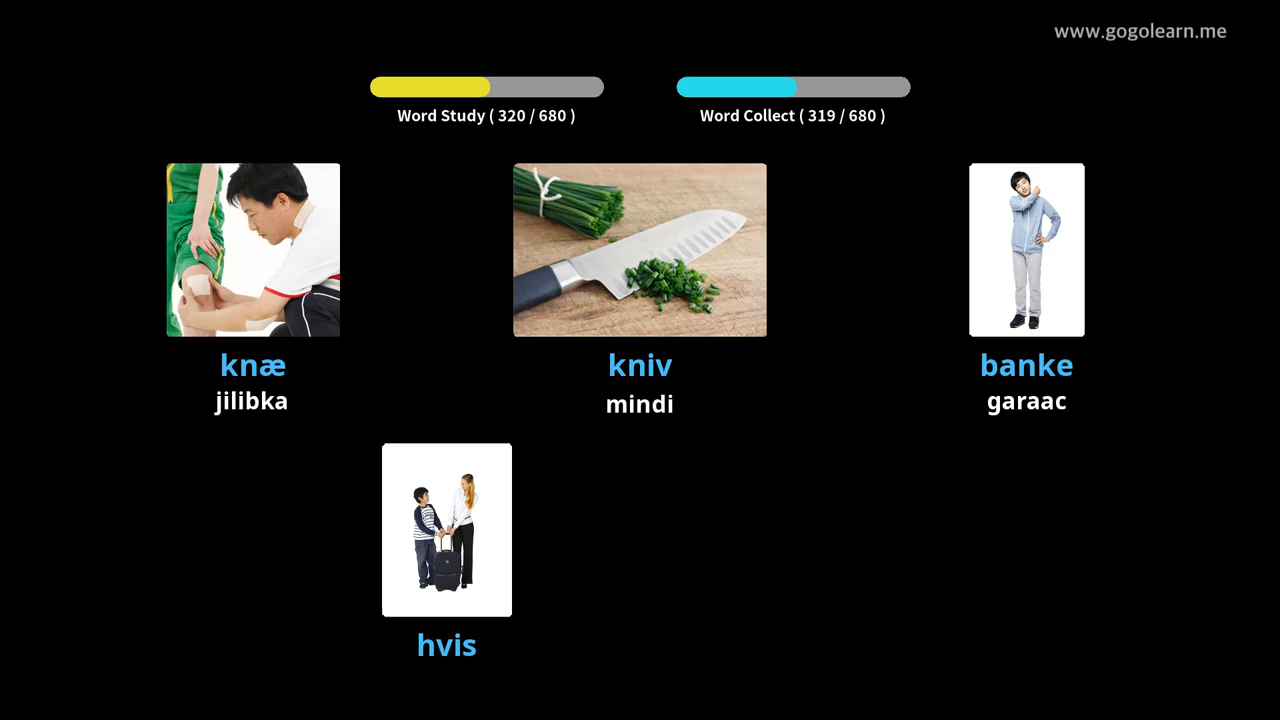 www.gogolearn.me
Word Study ( 320 / 680 )
Word Collect ( 319 / 680 )
knæ
kniv
banke
jilibka
mindi
garaac
hvis